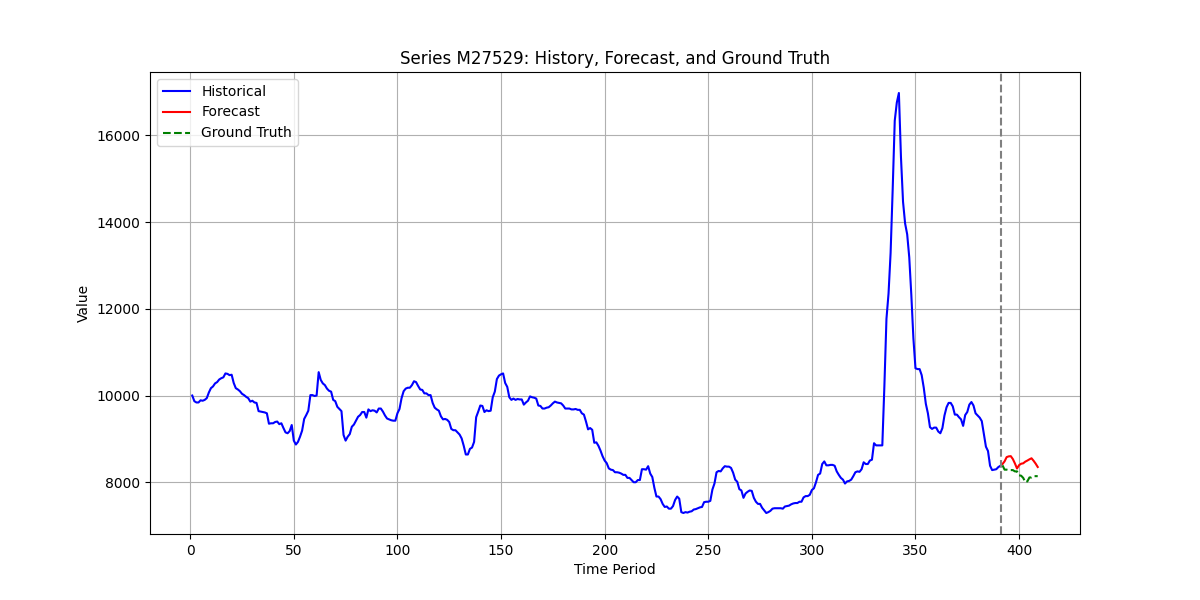 Series M27529: History, Forecast, and Ground Truth
Historical
Forecast
Ground Truth
16000
14000
12000
10000
8000
Value
0 50 100 150 200 250 300 350 400
Time Period